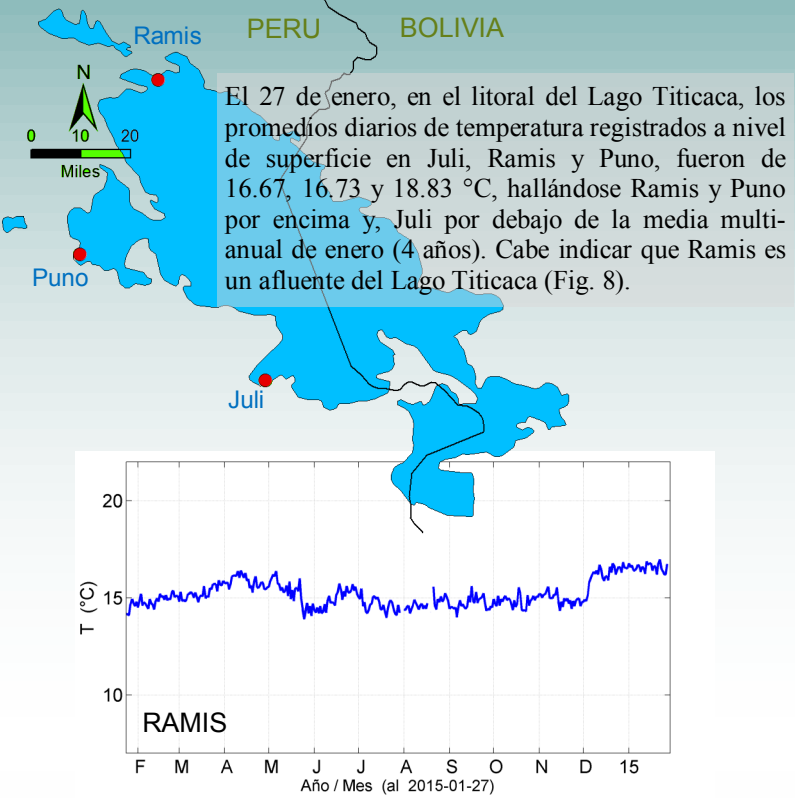 PERU
BOLIVIA
Ramis
N
0 10 20
Miles
El 27 de enero, en el litoral del Lago Titicaca, los
promedios diarios de temperatura registrados a nivel
de superficie en Juli, Ramis y Puno, fueron de
16.67, 16.73 y 18.83 °C, hallándose Ramis y Puno
por encima y, Juli por debajo de la media multi-
anual de enero (4 años). Cabe indicar que Ramis es
un afluente del Lago Titicaca (Fig. 8).
Puno
Juli
20
15
10
T (°C)
RAMIS
F M A M J J A S O N D 15
Año / Mes (al 2015-01-27)